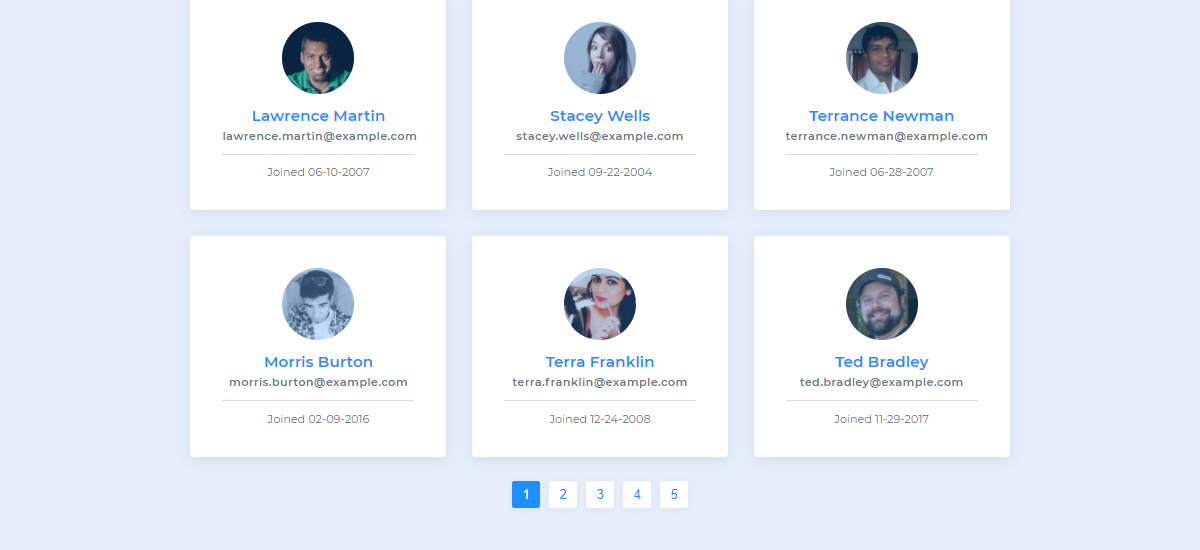 Lawrence Martin
lawrence.martin@example.com
Joined 06-10-2007
Stacey Wells
stacey.wells@example.com
Joined 09-22-2004
Terrance Newman
terrance.newman@example.com
Joined 06-28-2007
Morris Burton
morris.burton@example.com
Joined 02-09-2016
Terra Franklin
terra.franklin@example.com
Joined 12-24-2008
Ted Bradley
ted.bradley@example.com
Joined 11-29-2017
1 2 3 4 5